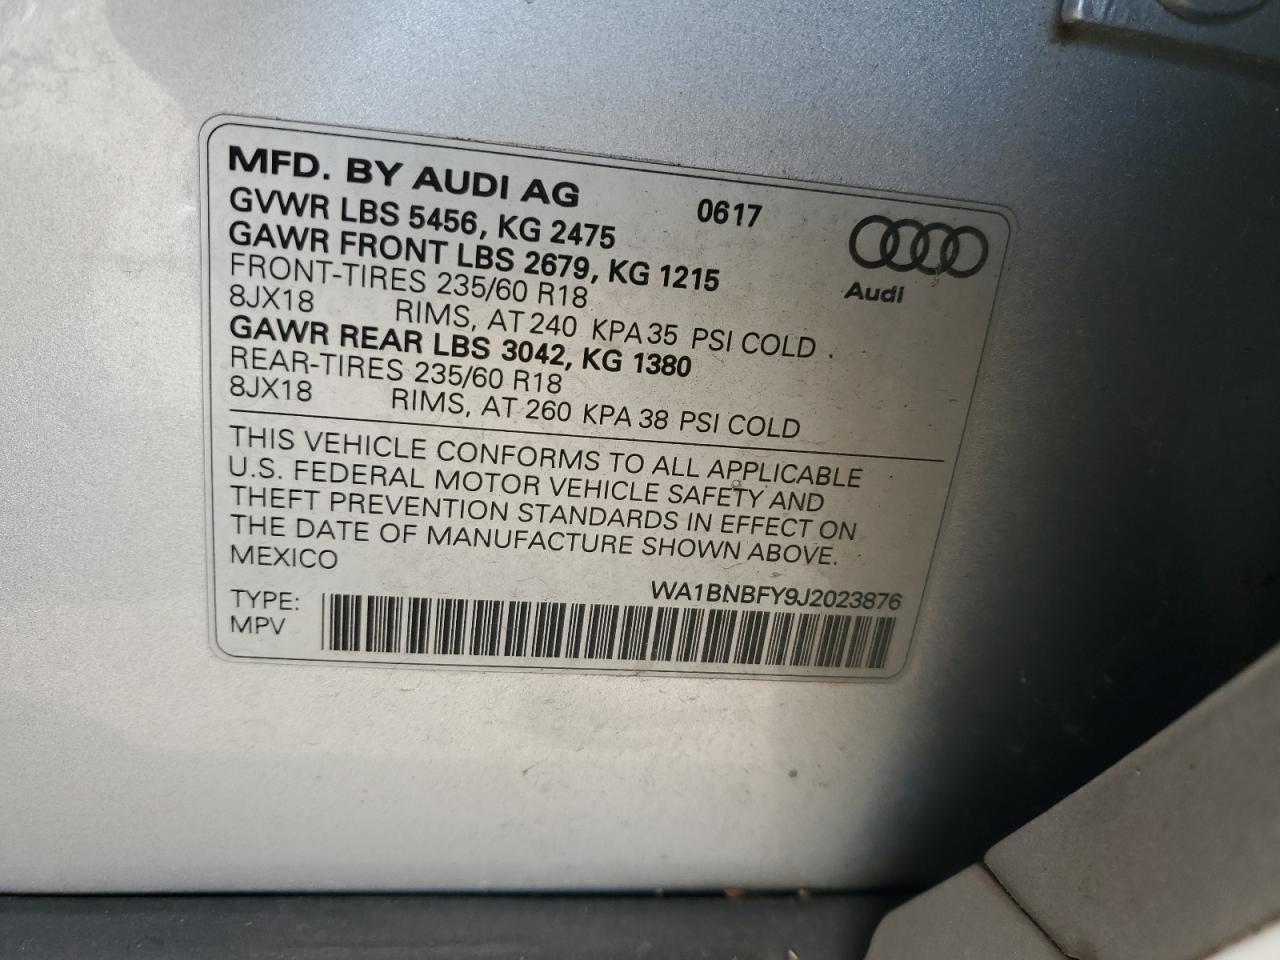 MFD. BY AUDI AG 0617
GVWR LBS 5456, KG 2475
GAWR FRONT LBS 2679, KG 1215
Audi
FRONT-TIRES 235/60 R18
8JX18 RIMS, AT 240 KPA 35 PSI COLD .
GAWR REAR LBS 3042, KG 1380
REAR-TIRES 235/60 R18
8JX18 RIMS, AT 260 KPA 38 PSI COLD
THIS VEHICLE CONFORMS TO ALL APPLICABLE
U.S. FEDERAL MOTOR VEHICLE SAFETY AND
THEFT PREVENTION STANDARDS IN EFFECT ON
THE DATE OF MANUFACTURE SHOWN ABOVE.
MEXICO
WA1BNBFY9J2023876
TYPE:
MPV